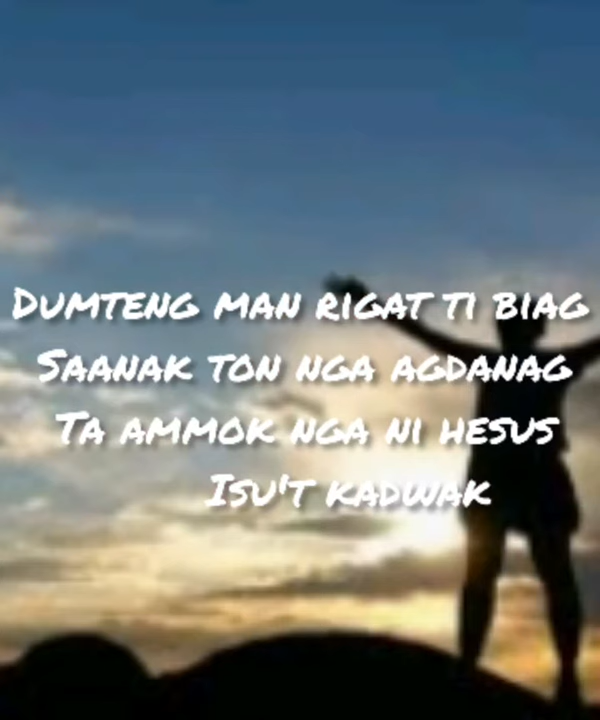 Dumteng man rigat ti biag
Saanak ton nga agdanag
Ta ammok nga ni hesus
Isu't kadwak